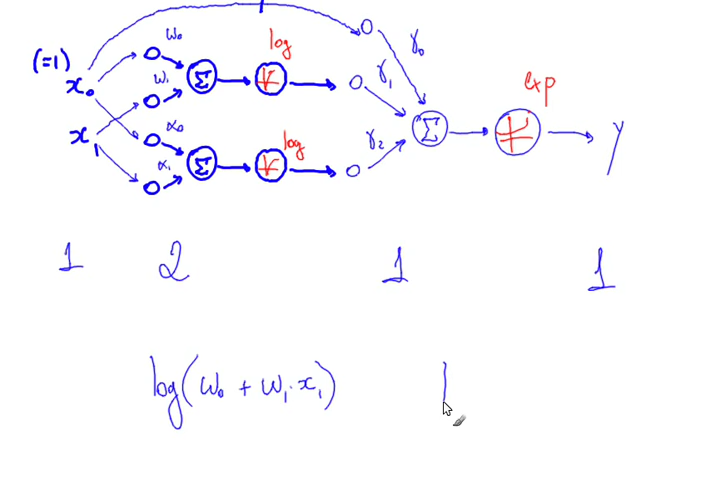 w₀ γ₀
log
(=1) w₁ γ₁ exp
x₀ Σ
x₁ α₀ Σ y
log γ₂
α₁ Σ
1 2 1 1
log(w₀ + w₁·x₁)